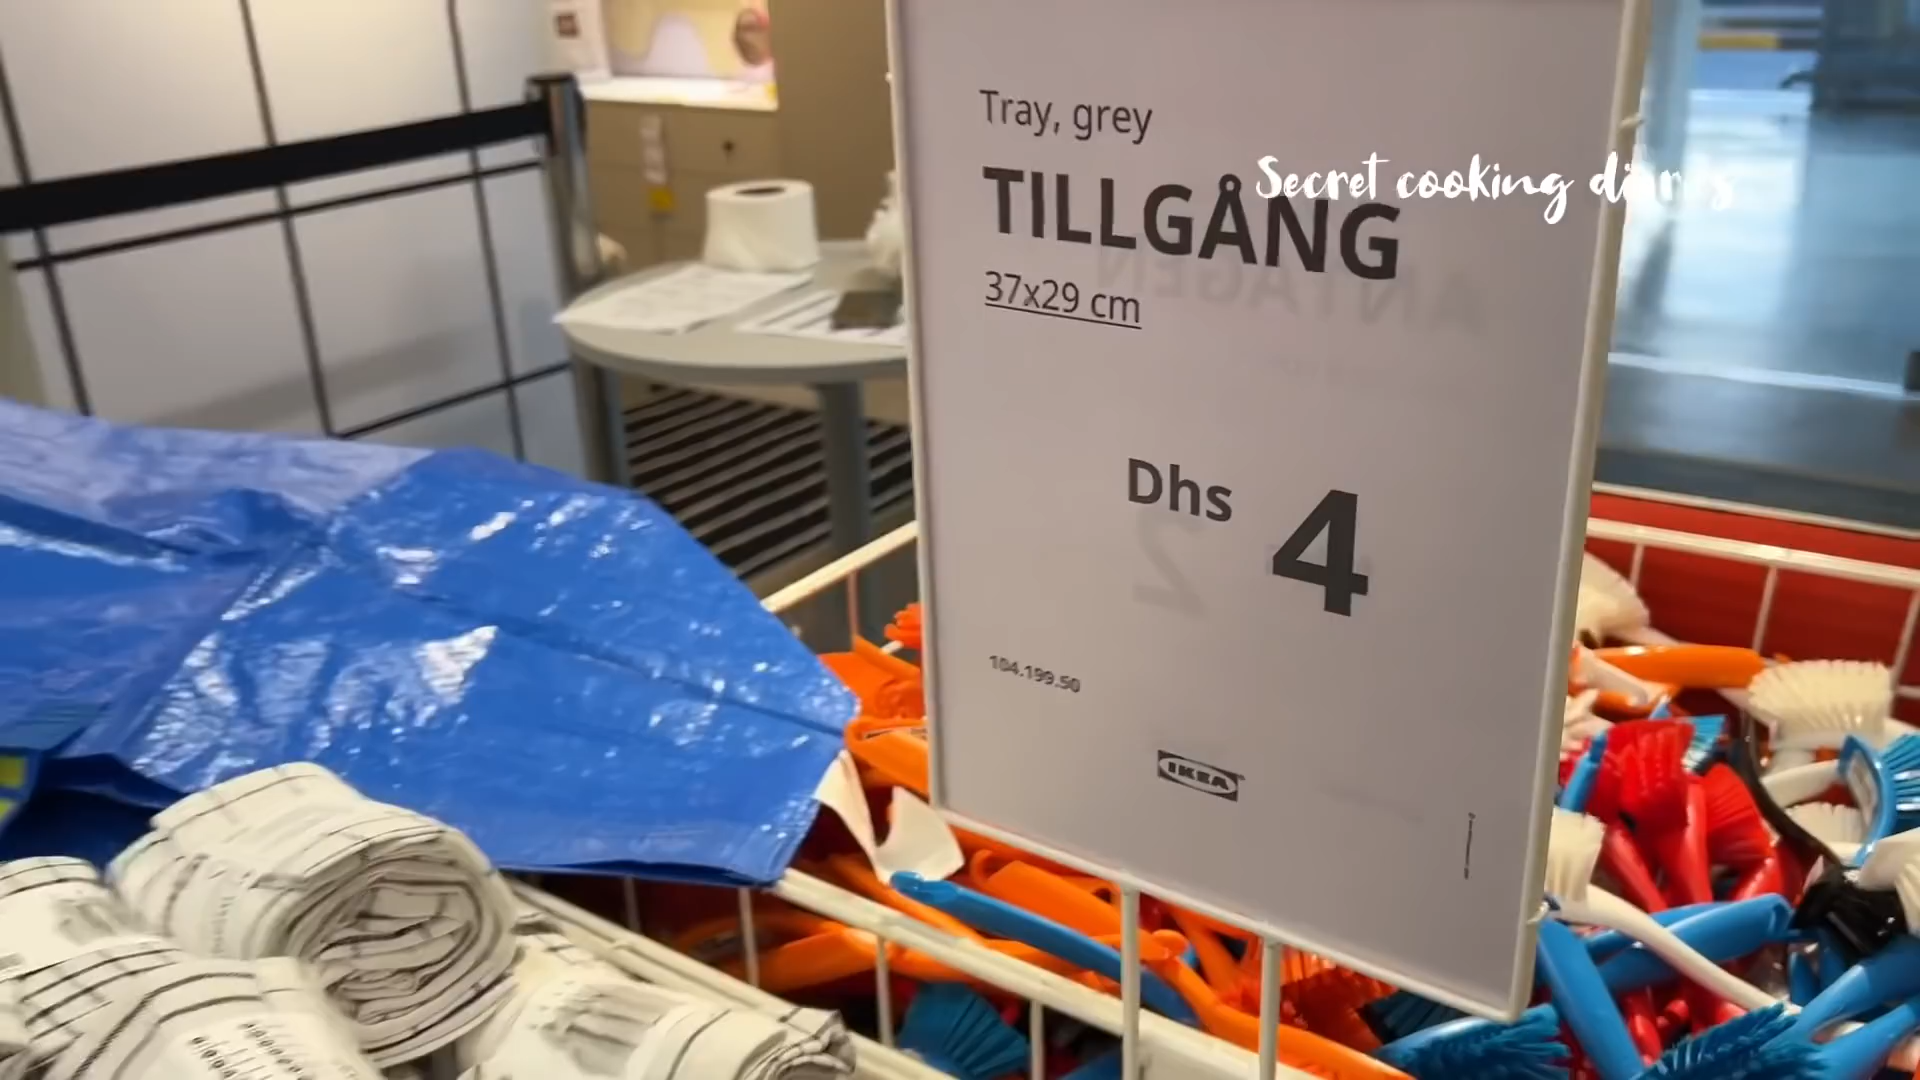 Tray, grey
TILLGÅNG
Secret cooking diaries
37x29 cm
Dhs 4
104.199.50
IKEA